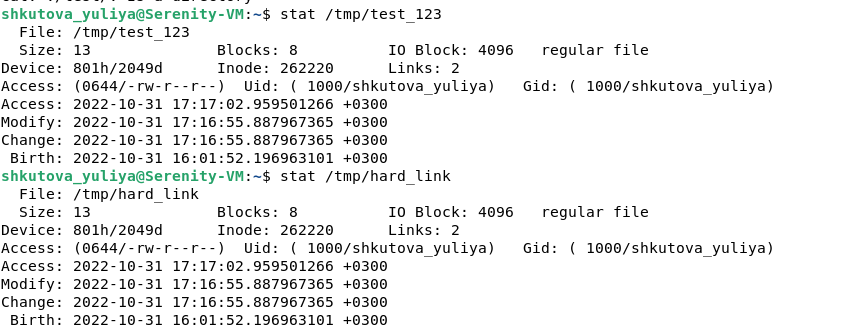 shkutova_yuliya@Serenity-VM:~$ stat /tmp/test_123
  File: /tmp/test_123
  Size: 13              Blocks: 8          IO Block: 4096   regular file
Device: 801h/2049d      Inode: 262220      Links: 2
Access: (0644/-rw-r--r--)  Uid: ( 1000/shkutova_yuliya)   Gid: ( 1000/shkutova_yuliya)
Access: 2022-10-31 17:17:02.959501266 +0300
Modify: 2022-10-31 17:16:55.887967365 +0300
Change: 2022-10-31 17:16:55.887967365 +0300
 Birth: 2022-10-31 16:01:52.196963101 +0300
shkutova_yuliya@Serenity-VM:~$ stat /tmp/hard_link
  File: /tmp/hard_link
  Size: 13              Blocks: 8          IO Block: 4096   regular file
Device: 801h/2049d      Inode: 262220      Links: 2
Access: (0644/-rw-r--r--)  Uid: ( 1000/shkutova_yuliya)   Gid: ( 1000/shkutova_yuliya)
Access: 2022-10-31 17:17:02.959501266 +0300
Modify: 2022-10-31 17:16:55.887967365 +0300
Change: 2022-10-31 17:16:55.887967365 +0300
 Birth: 2022-10-31 16:01:52.196963101 +0300